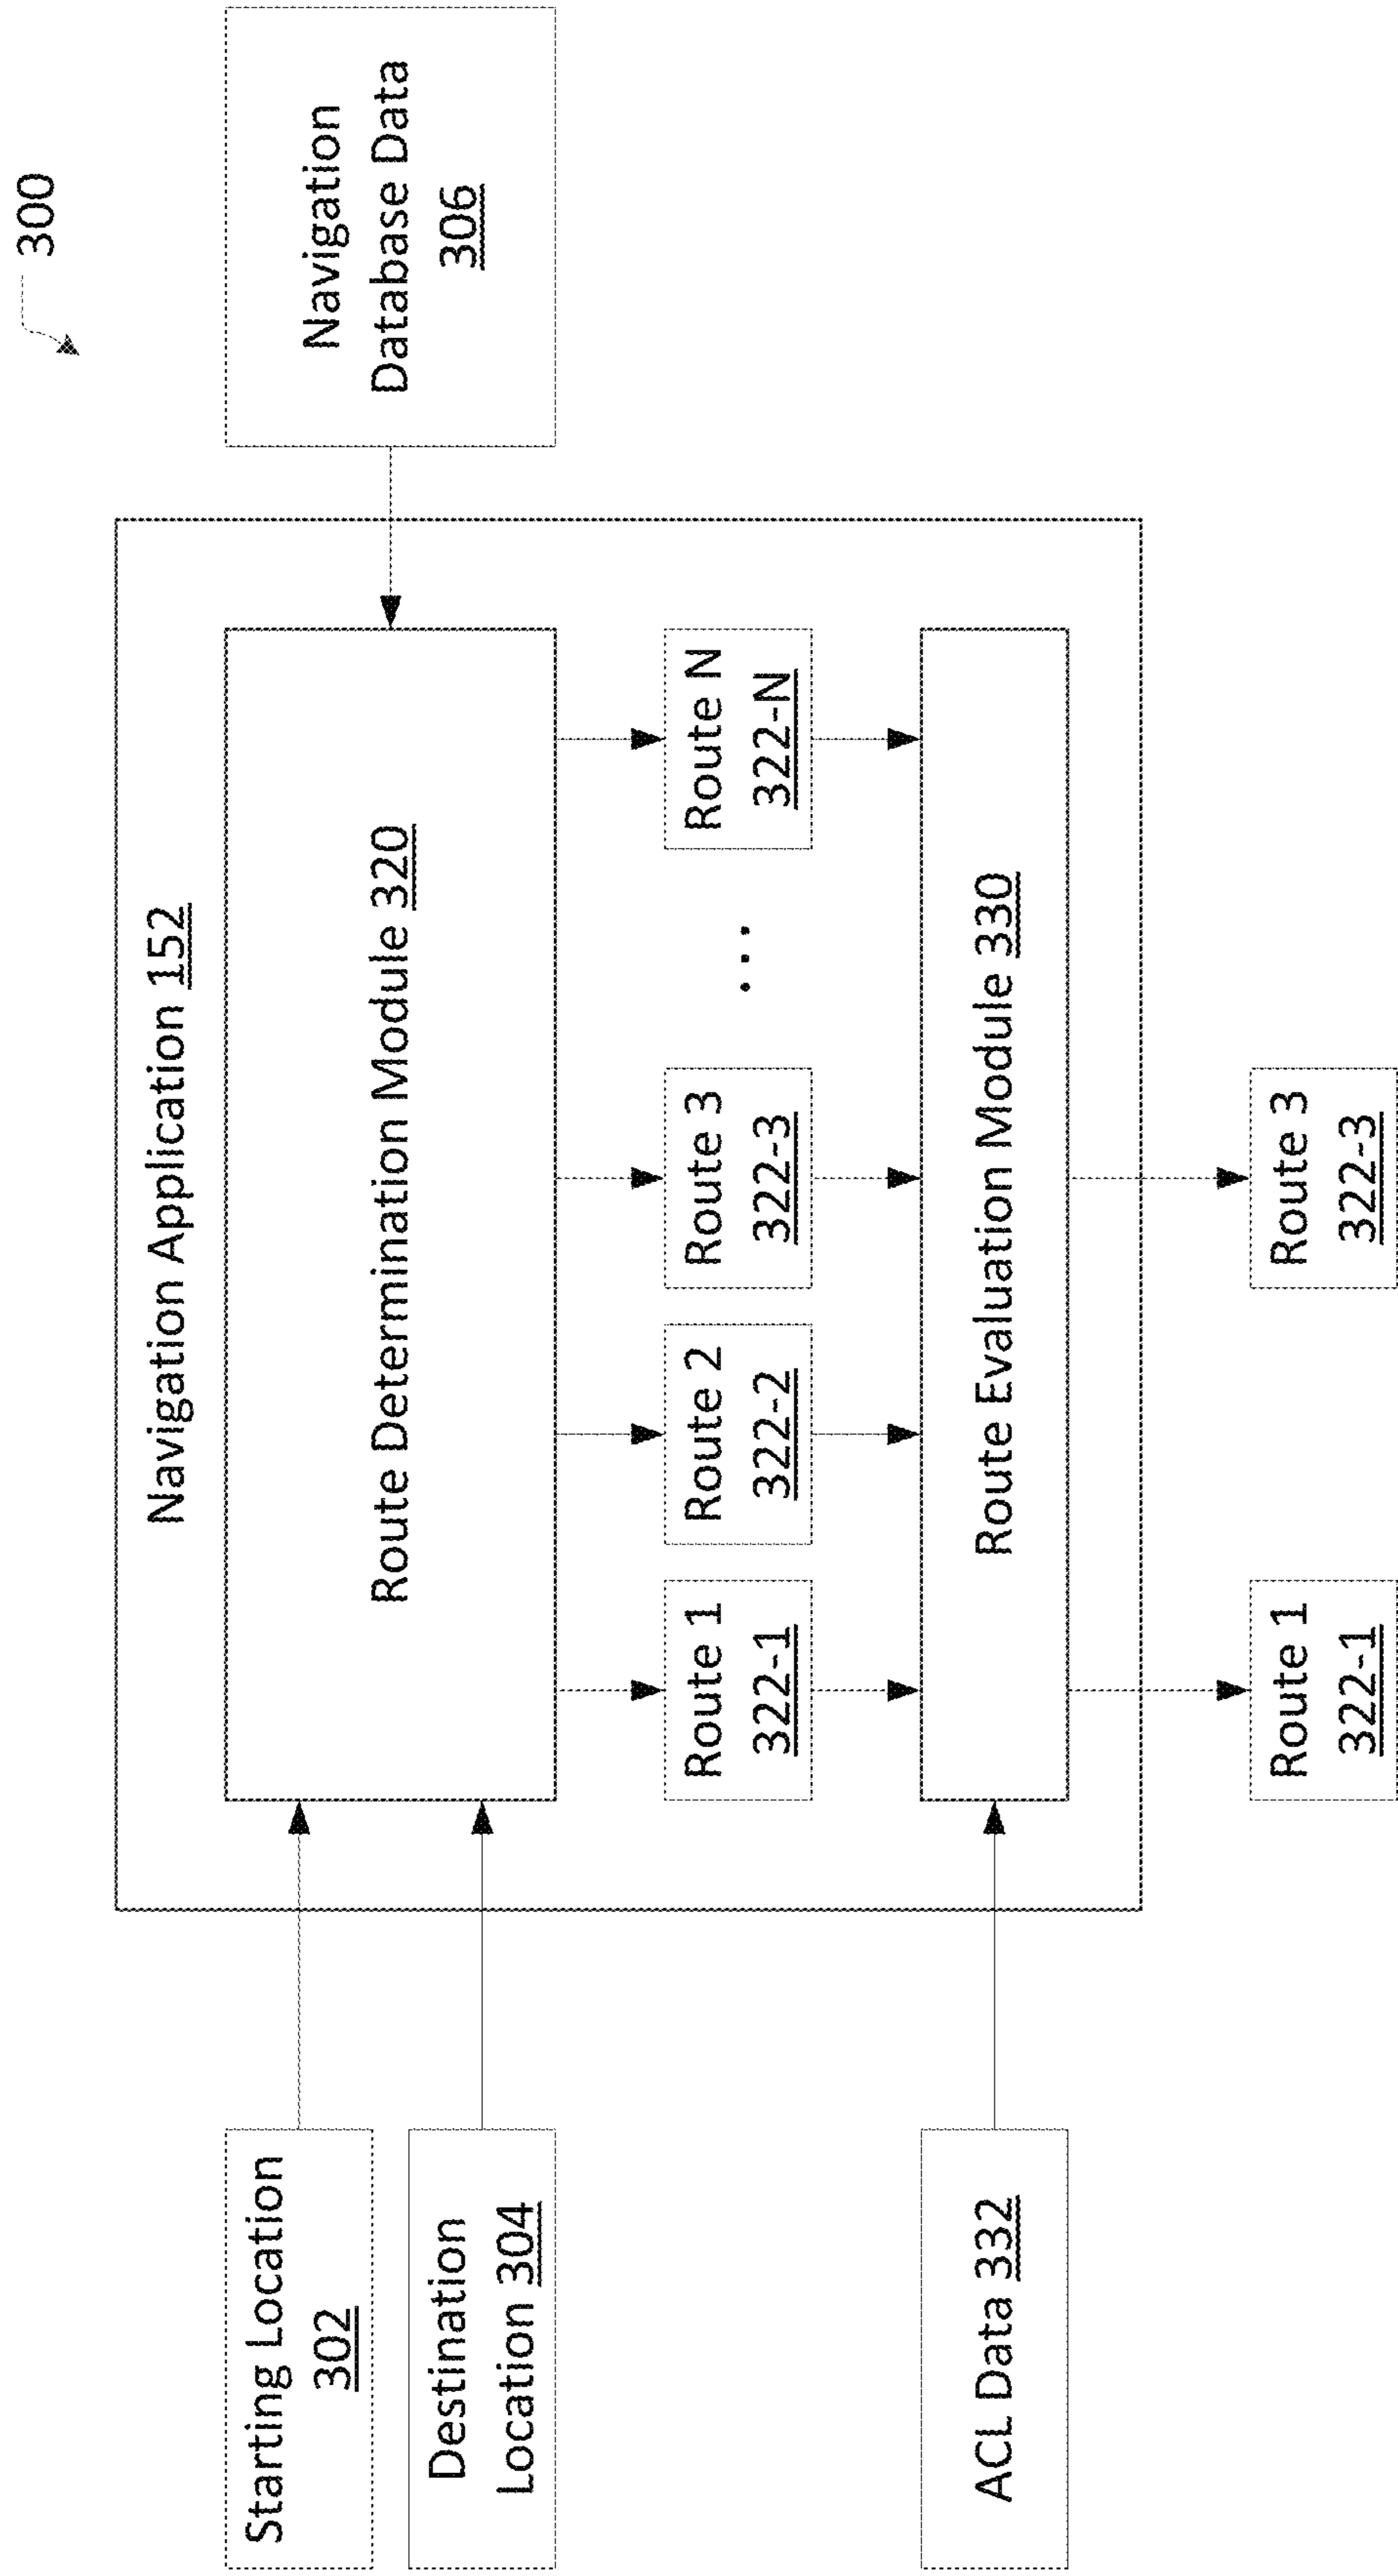 300
Navigation Application 152
Starting Location
302
Destination
Location 304
Route Determination Module 320
Navigation
Database Data
306
Route 1
322-1
Route 2
322-2
Route 3
322-3
...
Route N
322-N
ACL Data 332
Route Evaluation Module 330
Route 1
322-1
Route 3
322-3